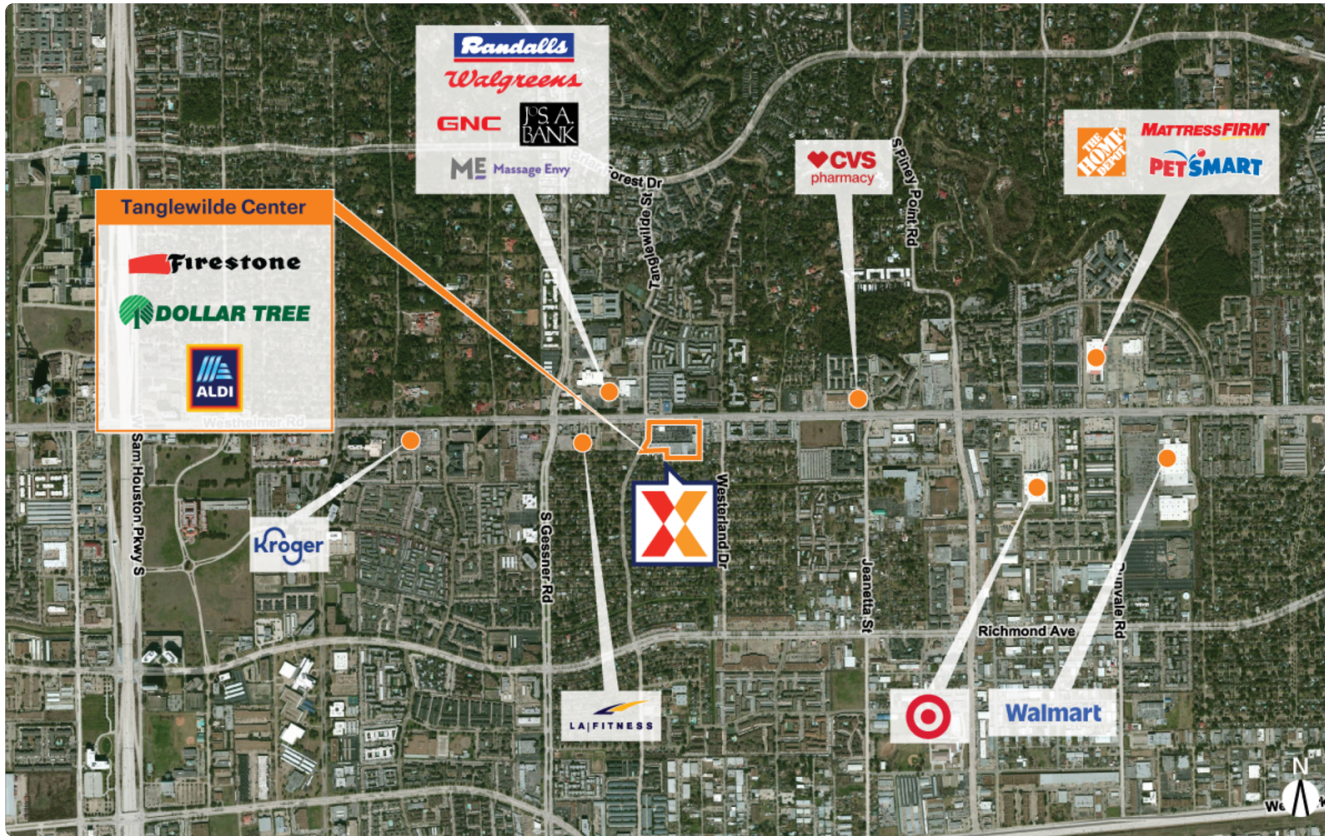 Randalls
Walgreens
GNC
JOS. A.
BANK
ME Massage Envy
CVS
pharmacy
THE
HOME
DEPOT
MATTRESSFIRM
PETSMART
Tanglewilde Center
Firestone
DOLLAR TREE
ALDI
Forest Dr
Tanglewilde St
S Piney Point Rd
Westheimer Rd
W Sam Houston Pkwy S
Kroger
S Gessner Rd
X
Westerland Dr
Jeanetta St
Rd
Richmond Ave
LA|FITNESS
Walmart
N
We